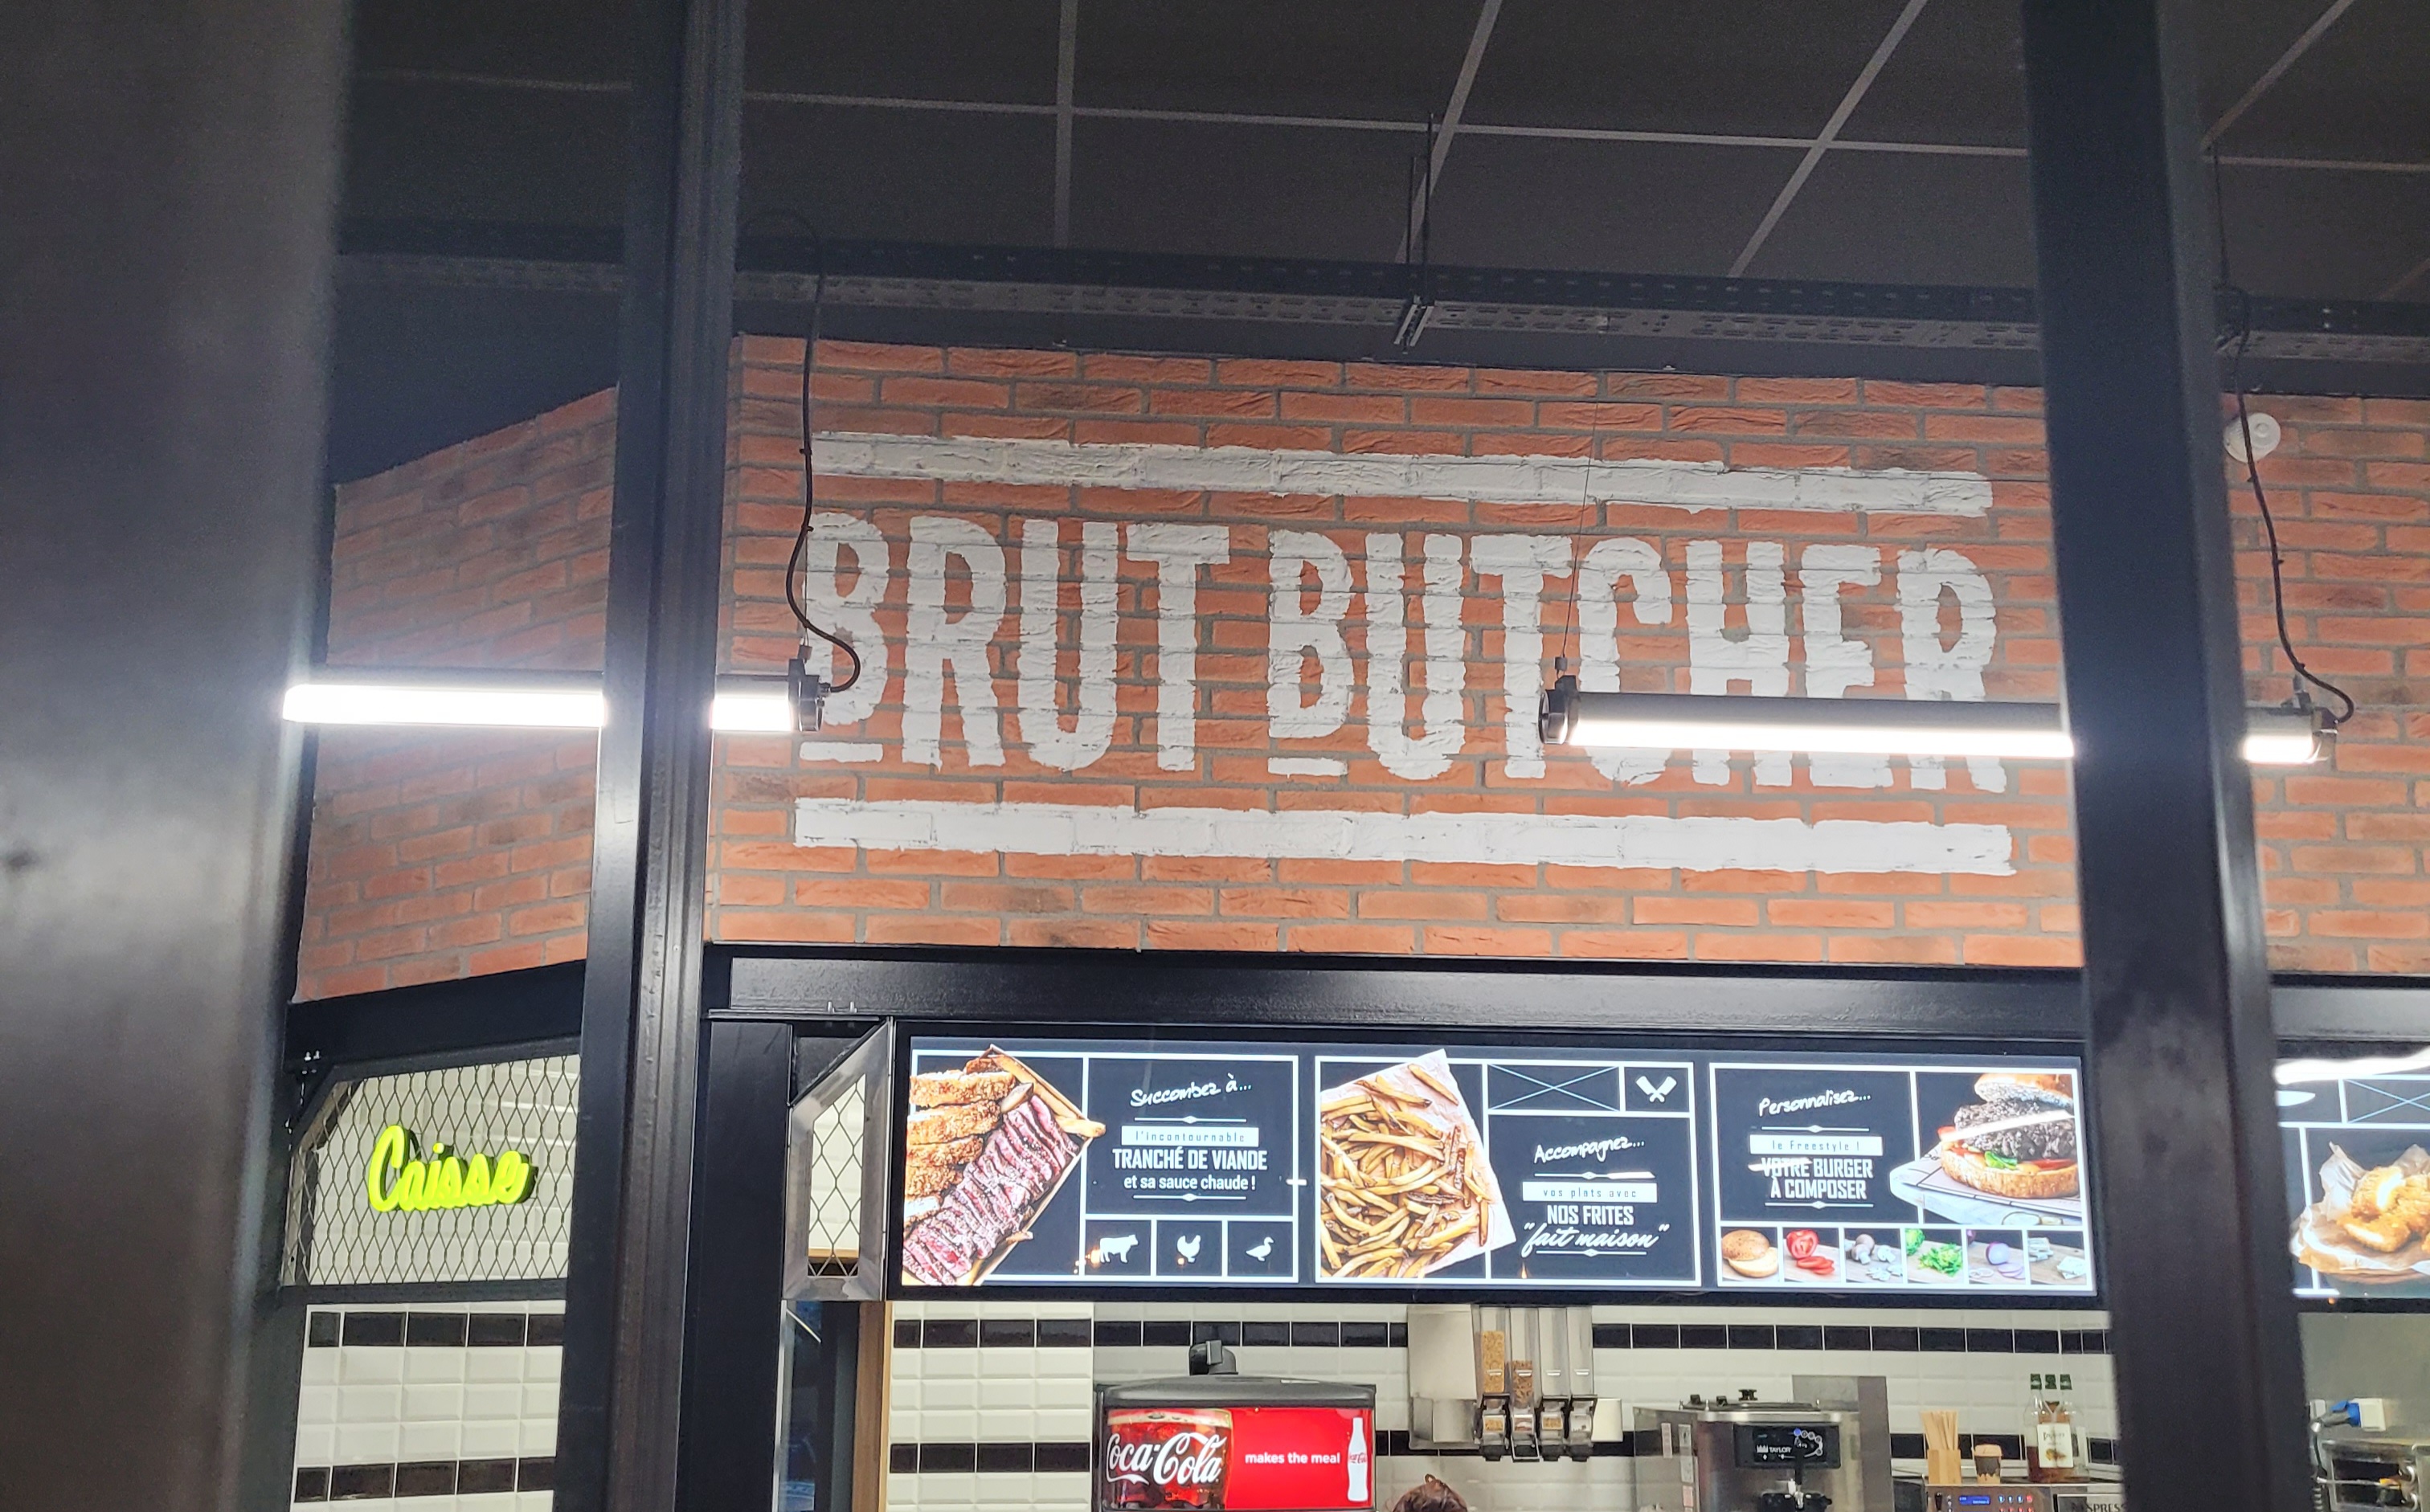 BRUT BUTCHER
Caisse
Succombez à...
l'incontournable
TRANCHÉ DE VIANDE
et sa sauce chaude !
Accompagnez...
vos plats avec
NOS FRITES
"fait maison"
Personnalisez...
le Freestyle !
VOTRE BURGER
À COMPOSER
Coca-Cola
makes the meal
TAYLOR